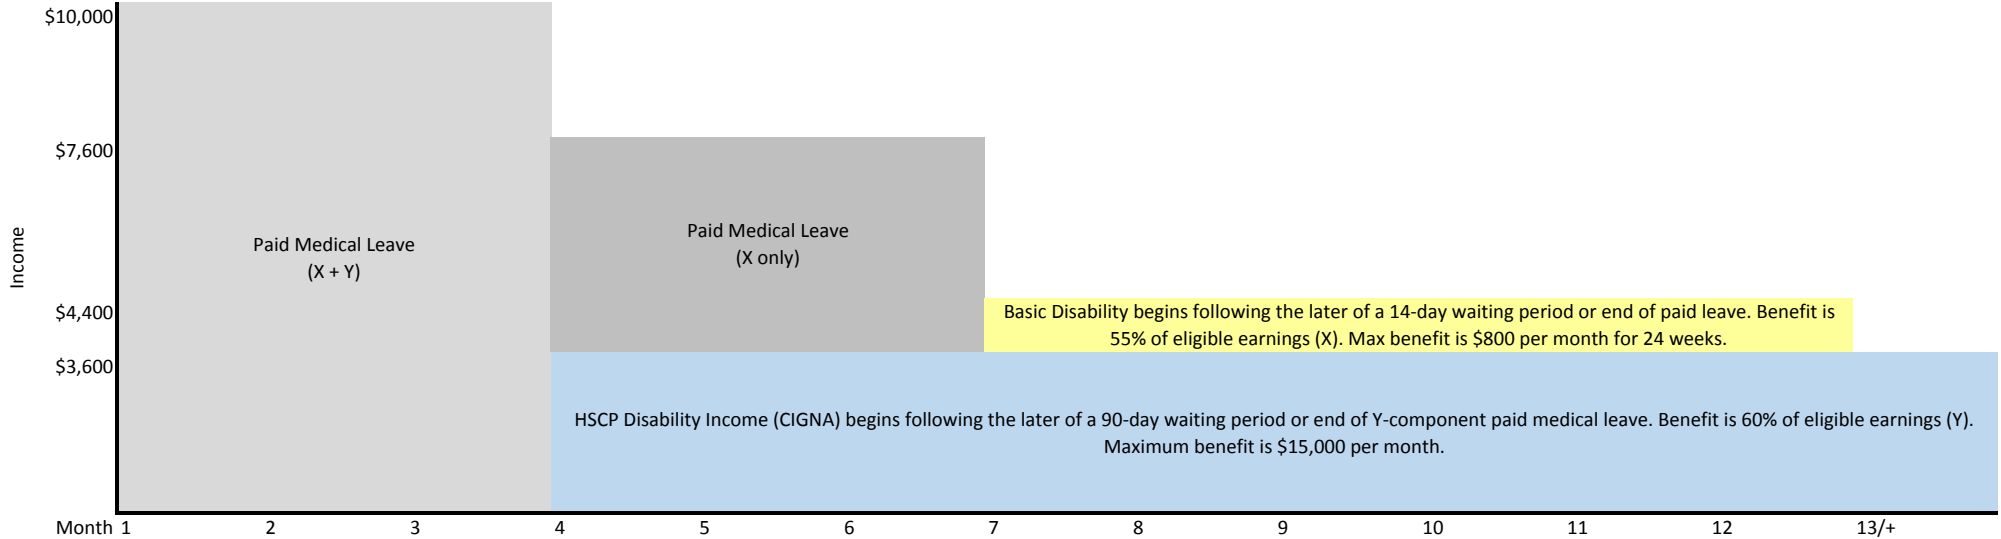 $10,000
$7,600
Income
Paid Medical Leave
(X + Y)
Paid Medical Leave
(X only)
$4,400
Basic Disability begins following the later of a 14-day waiting period or end of paid leave. Benefit is
55% of eligible earnings (X). Max benefit is $800 per month for 24 weeks.
$3,600
HSCP Disability Income (CIGNA) begins following the later of a 90-day waiting period or end of Y-component paid medical leave. Benefit is 60% of eligible earnings (Y).
Maximum benefit is $15,000 per month.
Month 1 2 3 4 5 6 7 8 9 10 11 12 13/+